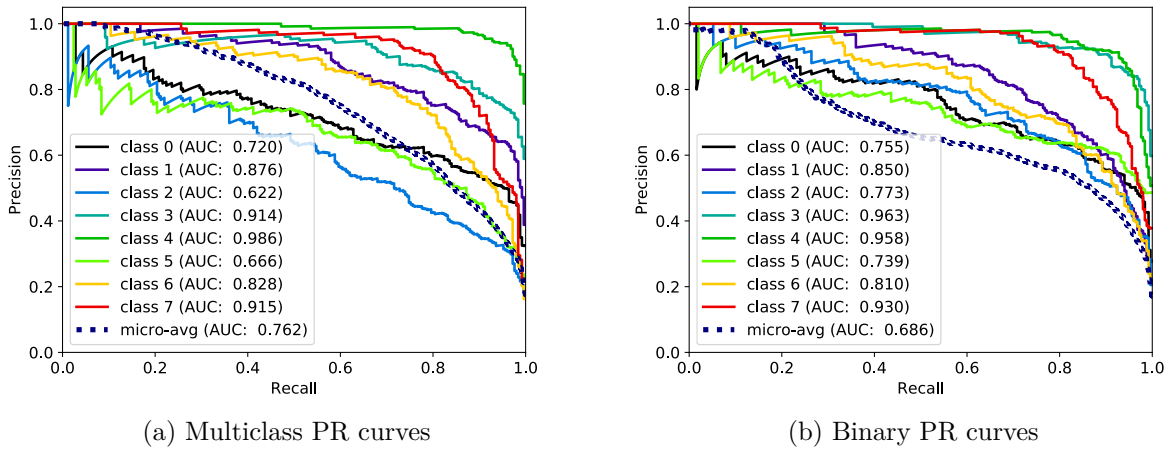 1.0
0.8
0.6
0.4
0.2
0.0
Precision
class 0 (AUC: 0.720)
class 1 (AUC: 0.876)
class 2 (AUC: 0.622)
class 3 (AUC: 0.914)
class 4 (AUC: 0.986)
class 5 (AUC: 0.666)
class 6 (AUC: 0.828)
class 7 (AUC: 0.915)
micro-avg (AUC: 0.762)
0.0 0.2 0.4 0.6 0.8 1.0
Recall
(a) Multiclass PR curves
1.0
0.8
0.6
0.4
0.2
0.0
Precision
class 0 (AUC: 0.755)
class 1 (AUC: 0.850)
class 2 (AUC: 0.773)
class 3 (AUC: 0.963)
class 4 (AUC: 0.958)
class 5 (AUC: 0.739)
class 6 (AUC: 0.810)
class 7 (AUC: 0.930)
micro-avg (AUC: 0.686)
0.0 0.2 0.4 0.6 0.8 1.0
Recall
(b) Binary PR curves